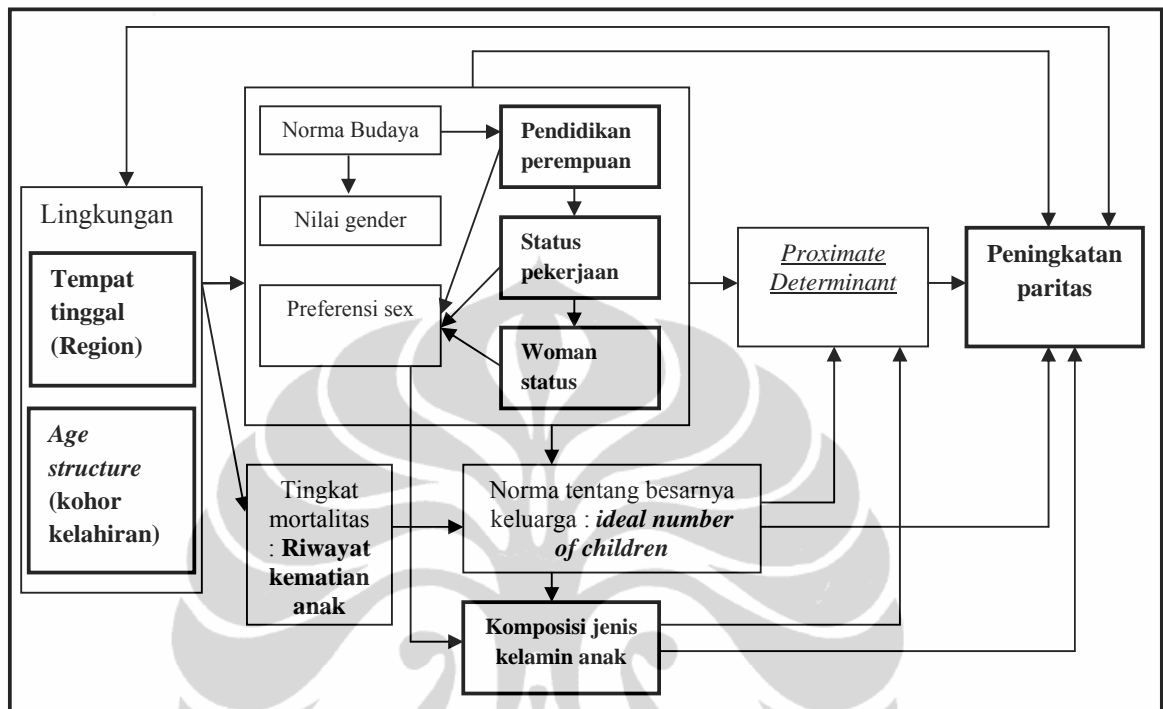 Lingkungan
Tempat
tinggal
(Region)
Age
structure
(kohor
kelahiran)
Norma Budaya
Nilai gender
Preferensi sex
Pendidikan
perempuan
Status
pekerjaan
Woman
status
Tingkat
mortalitas
: Riwayat
kematian
anak
Norma tentang besarnya
keluarga : ideal number
of children
Komposisi jenis
kelamin anak
Proximate
Determinant
Peningkatan
paritas